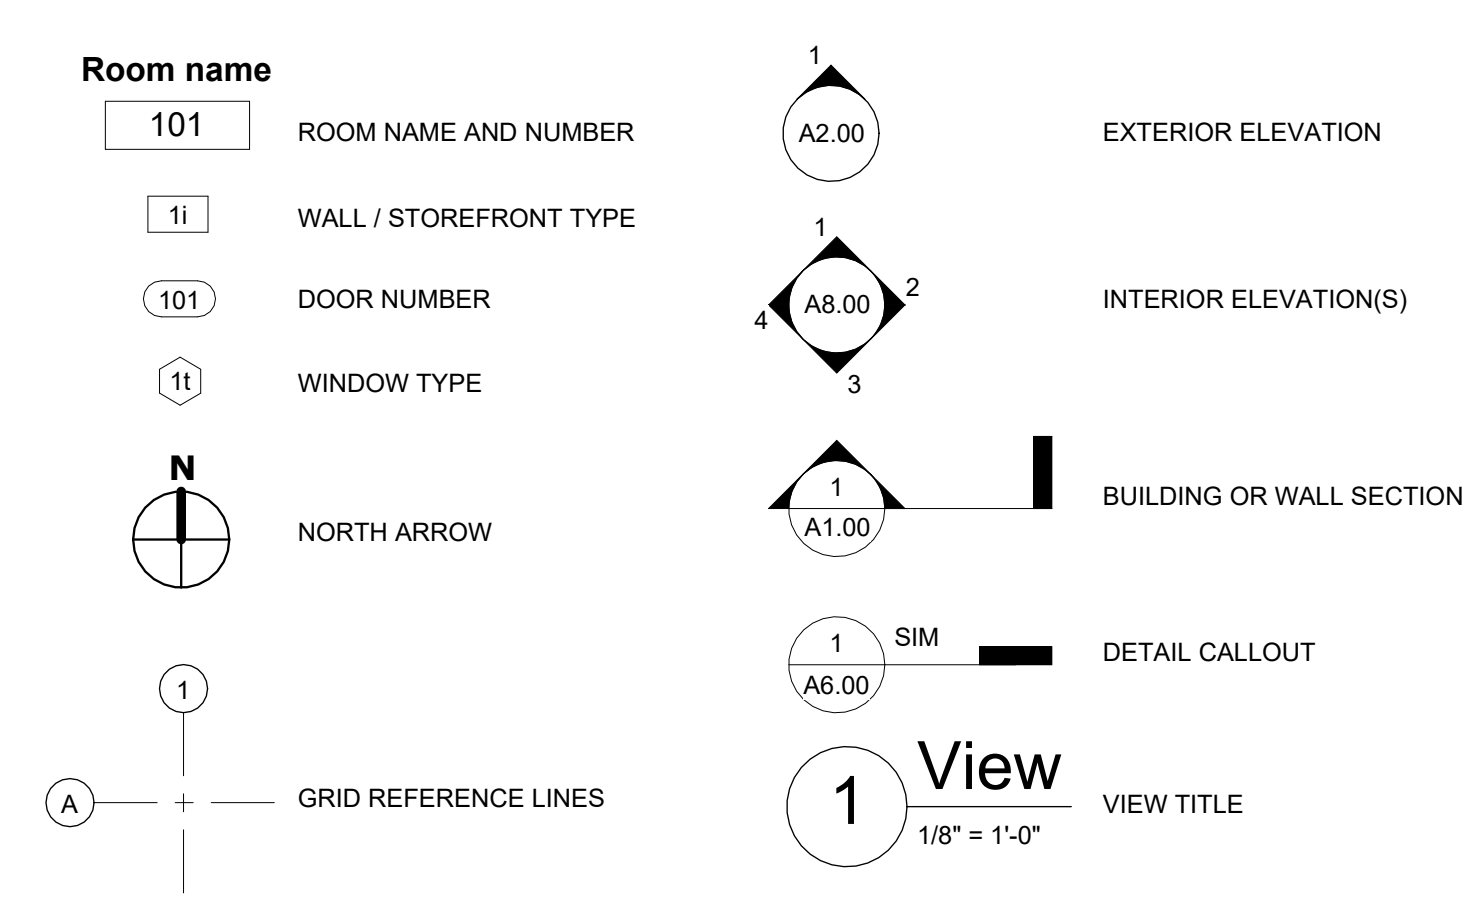 Room name
101
ROOM NAME AND NUMBER
1i
WALL / STOREFRONT TYPE
101
DOOR NUMBER
1t
WINDOW TYPE
N
NORTH ARROW
1
A
GRID REFERENCE LINES
1
A2.00
EXTERIOR ELEVATION
1
2
A8.00
4
3
INTERIOR ELEVATION(S)
1
A1.00
BUILDING OR WALL SECTION
1
SIM
A6.00
DETAIL CALLOUT
1
View
1/8" = 1'-0"
VIEW TITLE